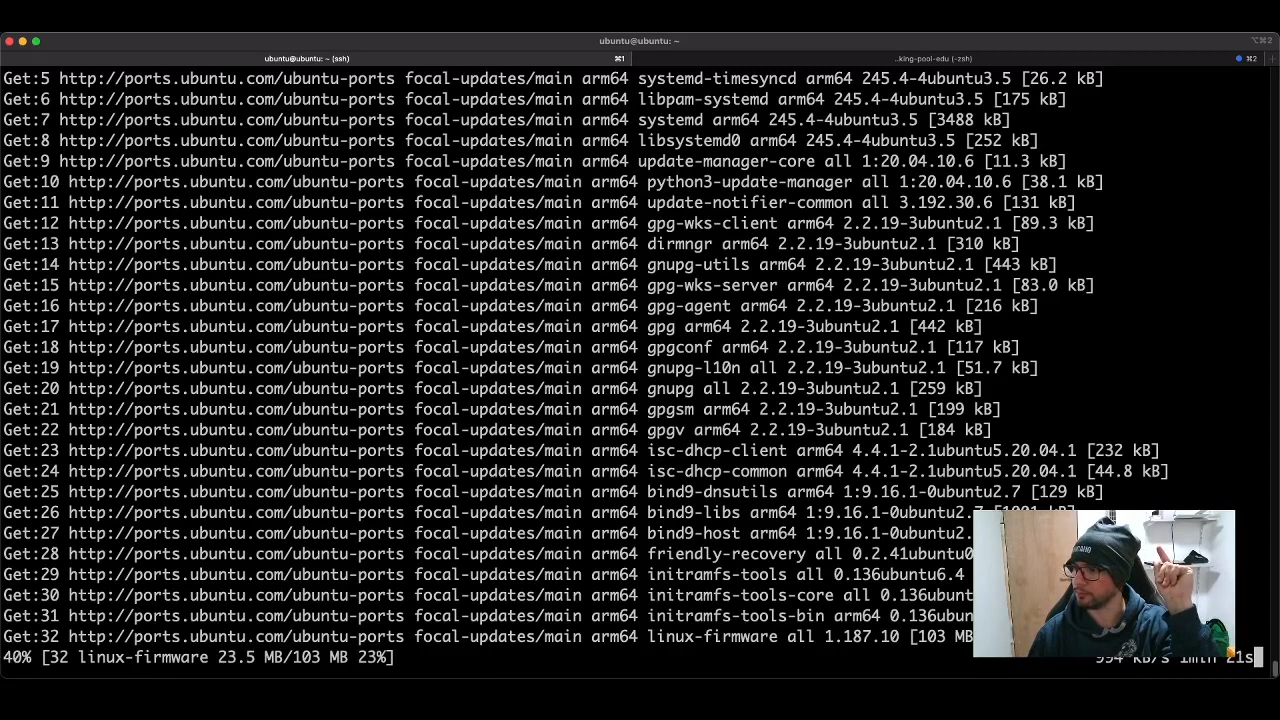 ubuntu@ubuntu: ~
⌥⌘2
ubuntu@ubuntu: ~ (ssh)
⌘1
..king-pool-edu (-zsh)
⌘2
Get:5 http://ports.ubuntu.com/ubuntu-ports focal-updates/main arm64 systemd-timesyncd arm64 245.4-4ubuntu3.5 [26.2 kB]
Get:6 http://ports.ubuntu.com/ubuntu-ports focal-updates/main arm64 libpam-systemd arm64 245.4-4ubuntu3.5 [175 kB]
Get:7 http://ports.ubuntu.com/ubuntu-ports focal-updates/main arm64 systemd arm64 245.4-4ubuntu3.5 [3488 kB]
Get:8 http://ports.ubuntu.com/ubuntu-ports focal-updates/main arm64 libsystemd0 arm64 245.4-4ubuntu3.5 [252 kB]
Get:9 http://ports.ubuntu.com/ubuntu-ports focal-updates/main arm64 update-manager-core all 1:20.04.10.6 [11.3 kB]
Get:10 http://ports.ubuntu.com/ubuntu-ports focal-updates/main arm64 python3-update-manager all 1:20.04.10.6 [38.1 kB]
Get:11 http://ports.ubuntu.com/ubuntu-ports focal-updates/main arm64 update-notifier-common all 3.192.30.6 [131 kB]
Get:12 http://ports.ubuntu.com/ubuntu-ports focal-updates/main arm64 gpg-wks-client arm64 2.2.19-3ubuntu2.1 [89.3 kB]
Get:13 http://ports.ubuntu.com/ubuntu-ports focal-updates/main arm64 dirmngr arm64 2.2.19-3ubuntu2.1 [310 kB]
Get:14 http://ports.ubuntu.com/ubuntu-ports focal-updates/main arm64 gnupg-utils arm64 2.2.19-3ubuntu2.1 [443 kB]
Get:15 http://ports.ubuntu.com/ubuntu-ports focal-updates/main arm64 gpg-wks-server arm64 2.2.19-3ubuntu2.1 [83.0 kB]
Get:16 http://ports.ubuntu.com/ubuntu-ports focal-updates/main arm64 gpg-agent arm64 2.2.19-3ubuntu2.1 [216 kB]
Get:17 http://ports.ubuntu.com/ubuntu-ports focal-updates/main arm64 gpg arm64 2.2.19-3ubuntu2.1 [442 kB]
Get:18 http://ports.ubuntu.com/ubuntu-ports focal-updates/main arm64 gpgconf arm64 2.2.19-3ubuntu2.1 [117 kB]
Get:19 http://ports.ubuntu.com/ubuntu-ports focal-updates/main arm64 gnupg-l10n all 2.2.19-3ubuntu2.1 [51.7 kB]
Get:20 http://ports.ubuntu.com/ubuntu-ports focal-updates/main arm64 gnupg all 2.2.19-3ubuntu2.1 [259 kB]
Get:21 http://ports.ubuntu.com/ubuntu-ports focal-updates/main arm64 gpgsm arm64 2.2.19-3ubuntu2.1 [199 kB]
Get:22 http://ports.ubuntu.com/ubuntu-ports focal-updates/main arm64 gpgv arm64 2.2.19-3ubuntu2.1 [184 kB]
Get:23 http://ports.ubuntu.com/ubuntu-ports focal-updates/main arm64 isc-dhcp-client arm64 4.4.1-2.1ubuntu5.20.04.1 [232 kB]
Get:24 http://ports.ubuntu.com/ubuntu-ports focal-updates/main arm64 isc-dhcp-common arm64 4.4.1-2.1ubuntu5.20.04.1 [44.8 kB]
Get:25 http://ports.ubuntu.com/ubuntu-ports focal-updates/main arm64 bind9-dnsutils arm64 1:9.16.1-0ubuntu2.7 [129 kB]
Get:26 http://ports.ubuntu.com/ubuntu-ports focal-updates/main arm64 bind9-libs arm64
Get:27 http://ports.ubuntu.com/ubuntu-ports focal-updates/main arm64 bind9-host arm64 1:9.16.1-0ubu
Get:28 http://ports.ubuntu.com/ubuntu-ports focal-updates/main arm64 friendly-recovery all 0.2.41ubuntu0
Get:29 http://ports.ubuntu.com/ubuntu-ports focal-updates/main arm64 initramfs-tools all 0.136ubuntu6.4
Get:30 http://ports.ubuntu.com/ubuntu-ports focal-updates/main arm64 initramfs-tools-core all 0.136ubu
Get:31 http://ports.ubuntu.com/ubuntu-ports focal-updates/main arm64 initramfs-tools-bin arm64 0.136ubu
Get:32 http://ports.ubuntu.com/ubuntu-ports focal-updates/main arm64 linux-firmware all 1.187.10 [103 MB
40% [32 linux-firmware 23.5 MB/103 MB 23%]